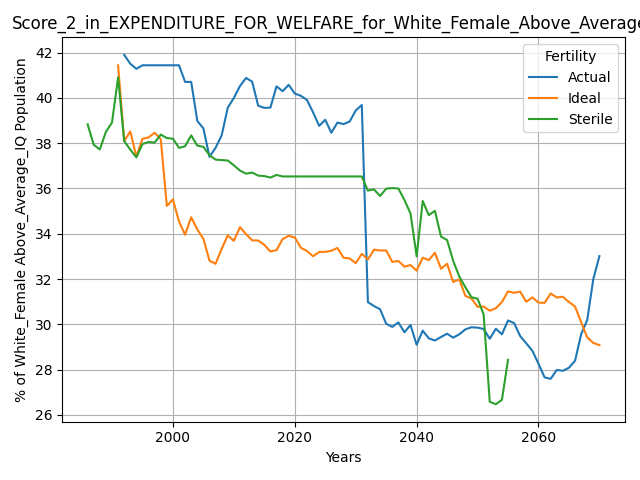 Score_2_in_EXPENDITURE_FOR_WELFARE_for_White_Female_Above_Average
% of White_Female Above_Average_IQ Population
42
40
38
36
34
32
30
28
26
2000
2020
2040
2060
Years
Fertility
Actual
Ideal
Sterile